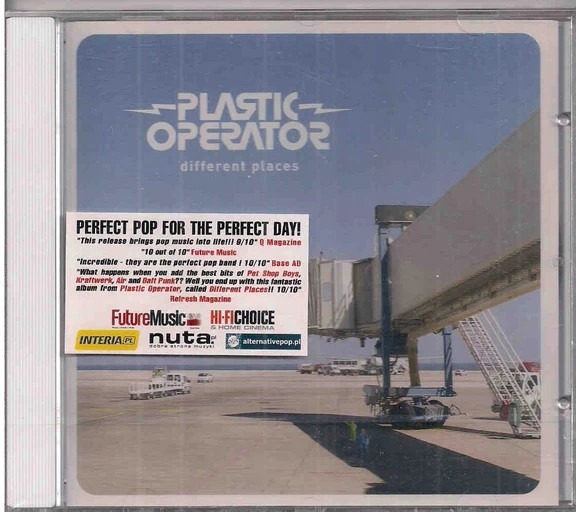 PLASTIC
OPERATOR
different places
PERFECT POP FOR THE PERFECT DAY!
"This release brings pop music into life!!! 9/10" Q Magazine
"10 out of 10" Future Music
"Incredible - they are the perfect pop band ! 10/10" Base AD
"What happens when you add the best bits of Pet Shop Boys,
Kraftwerk, Air and Daft Punk?? Well you end up with this fantastic
album from Plastic Operator, called Different Places!! 10/10"
Refresh Magazine
FutureMusic
HI-FICHOICE
& HOME CINEMA
INTERIA.PL
nuta.pl
dobra strona muzyki
alternativepop.pl